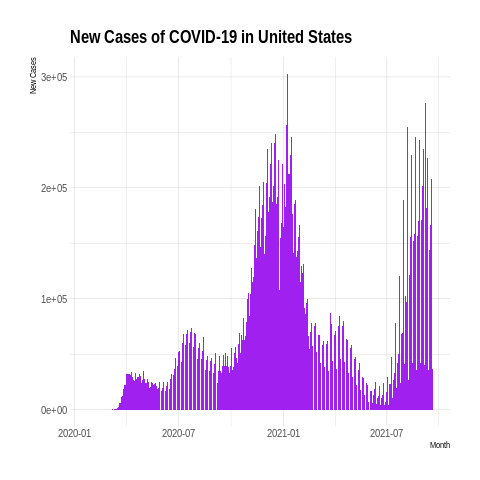 New Cases of COVID-19 in United States
New Cases
3e+05
2e+05
1e+05
0e+00
2020-01 2020-07 2021-01 2021-07
Month